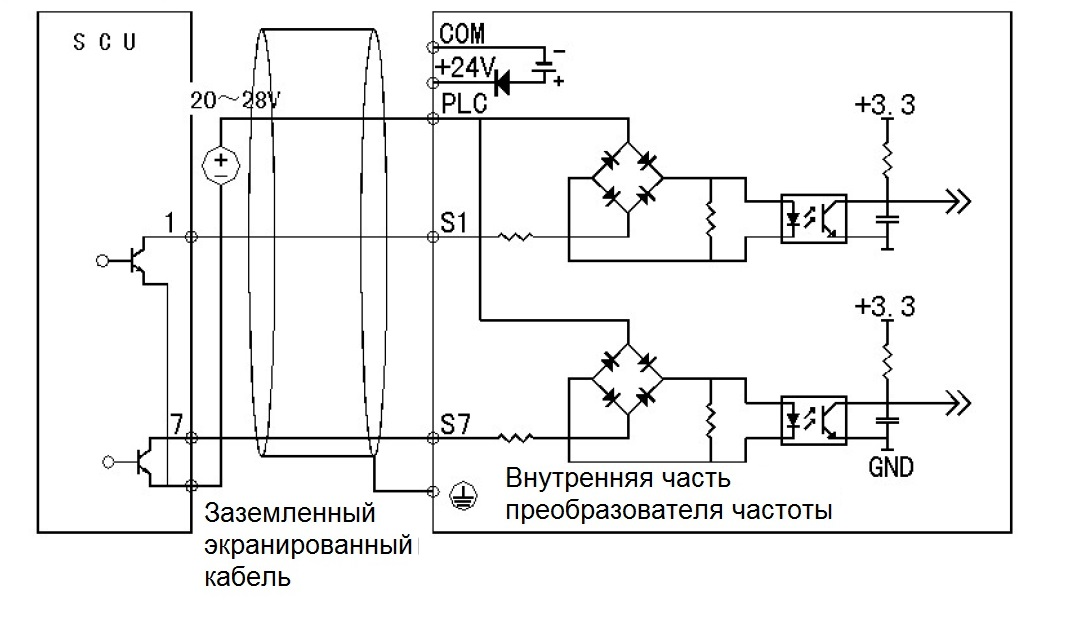 S C U
COM
+24V
20～28V
PLC
+3.3
1
S1
+3.3
7
S7
GND
Внутренняя часть
преобразователя частоты
Заземленный
экранированный
кабель